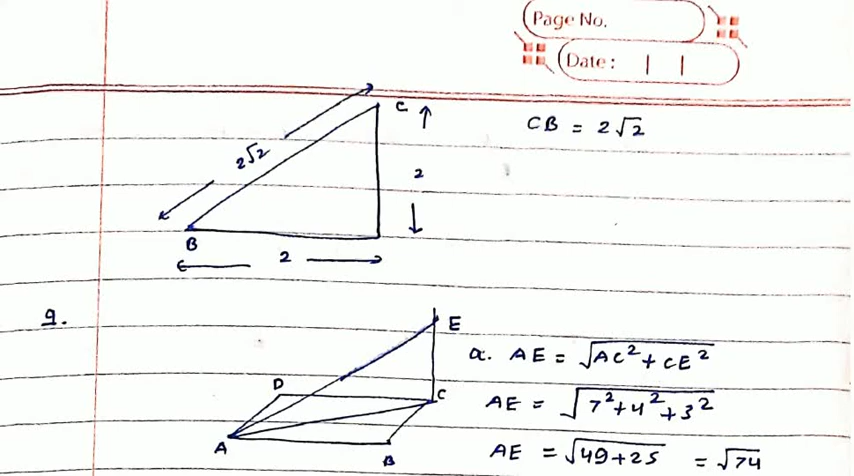 Page No.
Date : | |
C
CB = 2√2
2√2
2
B
2
9.
E
a. AE = √AC² + CE²
D
C
AE = √7² + 4² + 3²
A
B
AE = √49 + 25 = √74